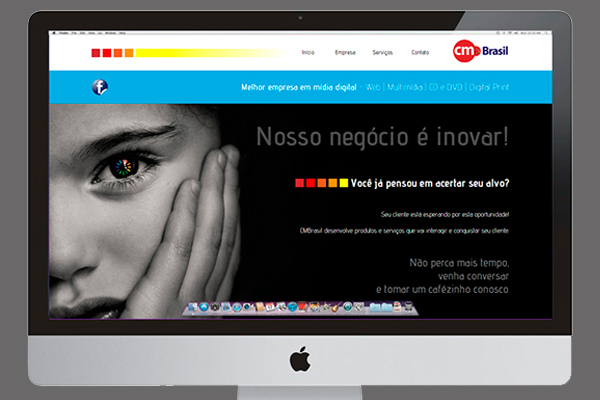 Início Empresa Serviços Contato
cm Brasil
f
Melhor empresa em mídia digital - Web | Multimídia | CD e DVD | Digital Print
Nosso negócio é inovar!
Você já pensou em acertar seu alvo?
Seu cliente está esperando por esta oportunidade!
CMBrasil desenvolve produtos e serviços que vai interagir e conquistar seu cliente
Não perca mais tempo,
venha conversar
e tomar um cafézinho conosco